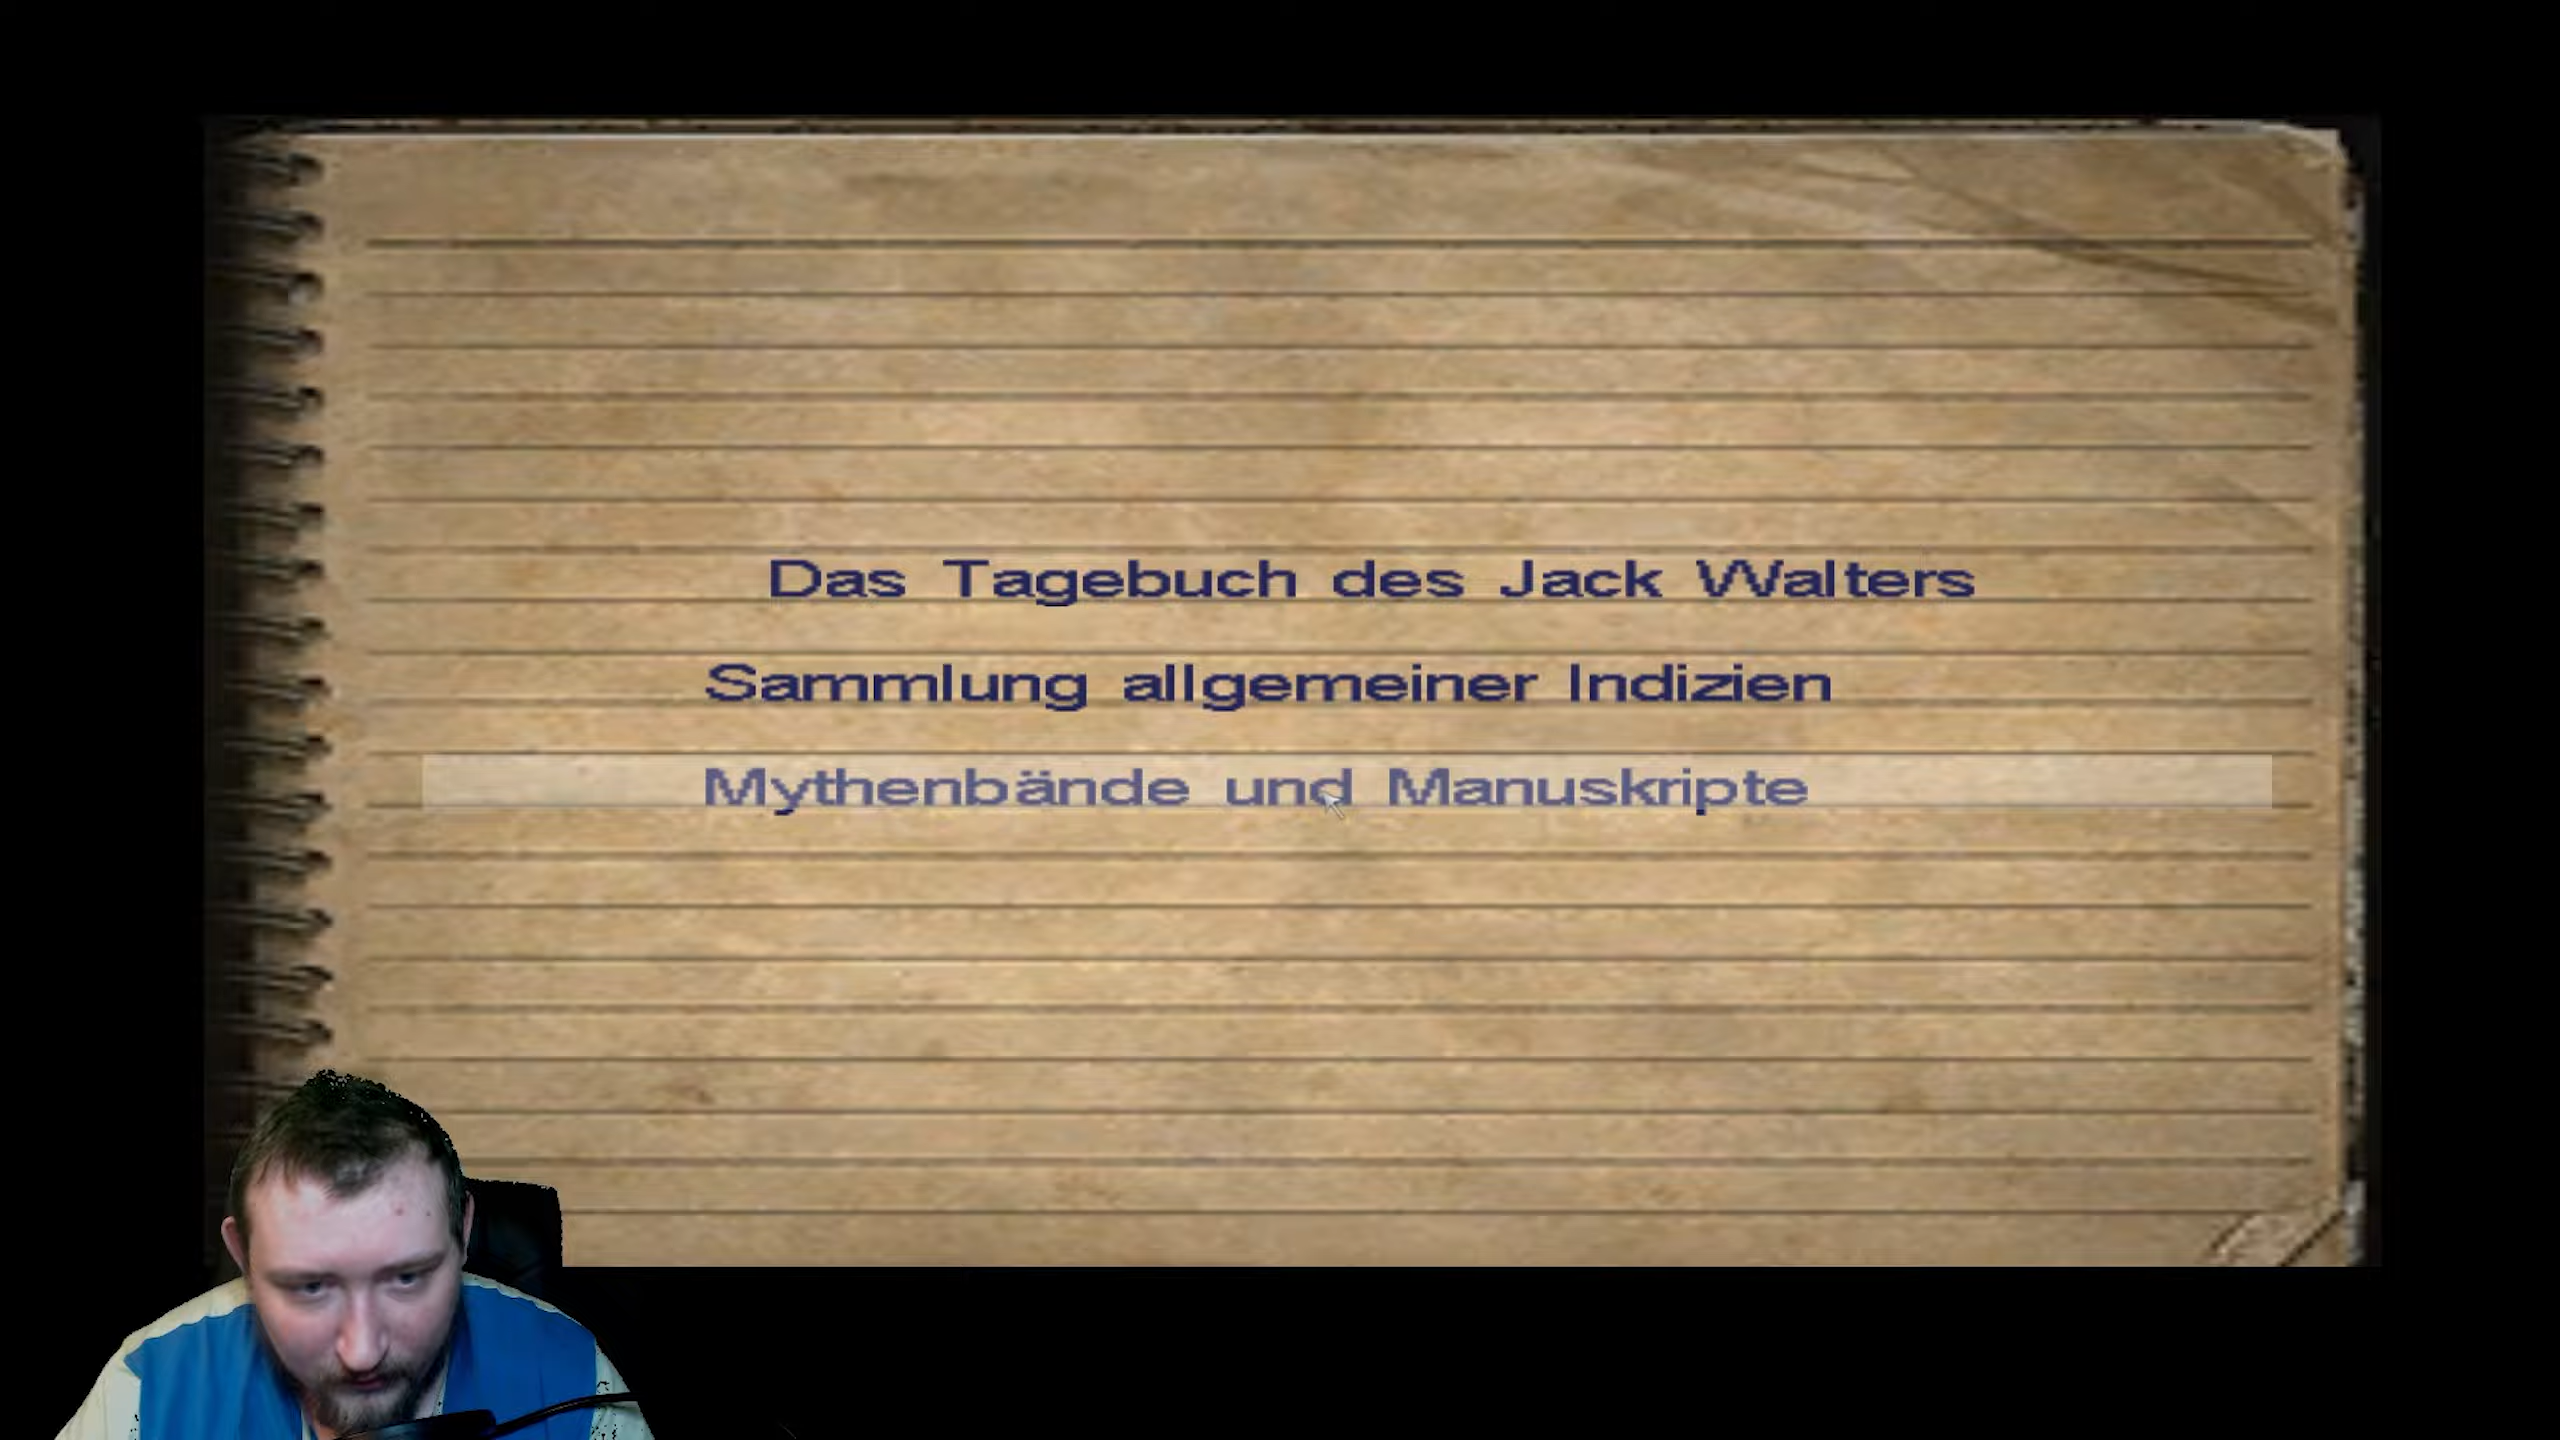 Das Tagebuch des Jack Walters
Sammlung allgemeiner Indizien
Mythenbände und Manuskripte